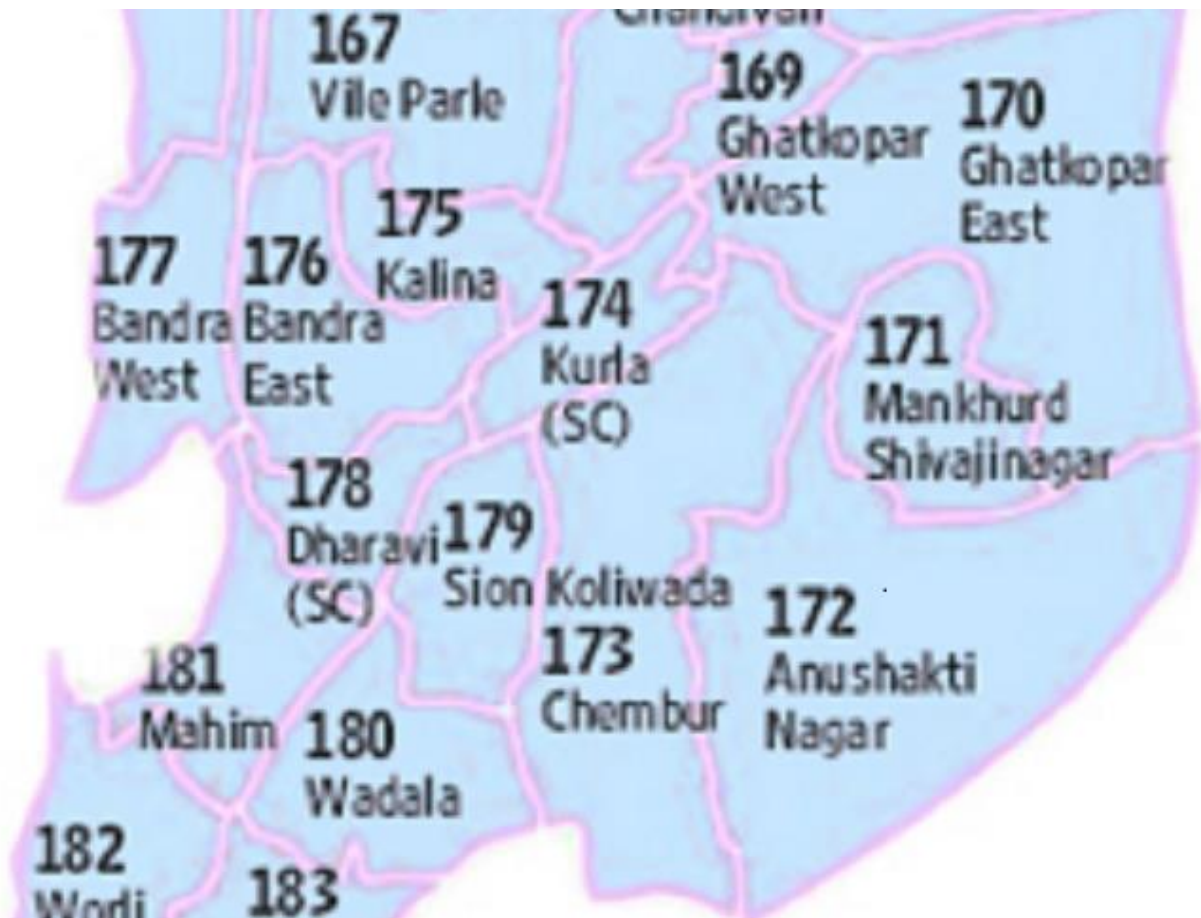 167
Vile Parle
Chandivali
169
Ghatkopar
West
170
Ghatkopar
East
175
Kalina
177
Bandra
West
176
Bandra
East
174
Kurla
(SC)
171
Mankhurd
Shivajinagar
178
Dharavi
(SC)
179
Sion Koliwada
172
Anushakti
Nagar
173
Chembur
181
Mahim
180
Wadala
182
Worli
183